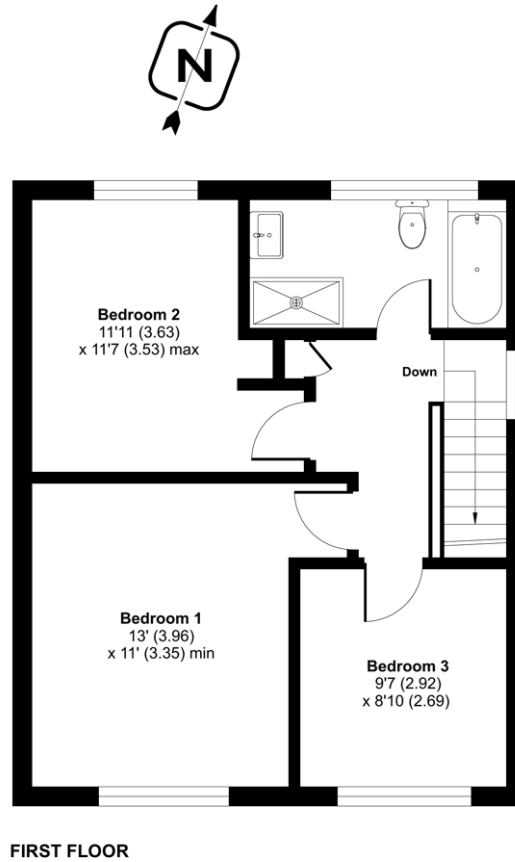 N
Bedroom 2
11'11 (3.63)
x 11'7 (3.53) max
Down
Bedroom 1
13' (3.96)
x 11' (3.35) min
Bedroom 3
9'7 (2.92)
x 8'10 (2.69)
FIRST FLOOR